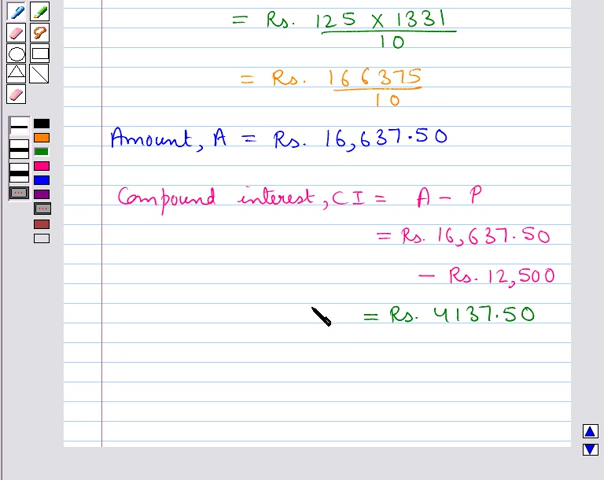 = Rs. 125 x 1331
10
= Rs. 166375
10
Amount, A = Rs. 16,637.50
Compound interest, CI = A - P
= Rs. 16,637.50
- Rs. 12,500
= Rs. 4137.50